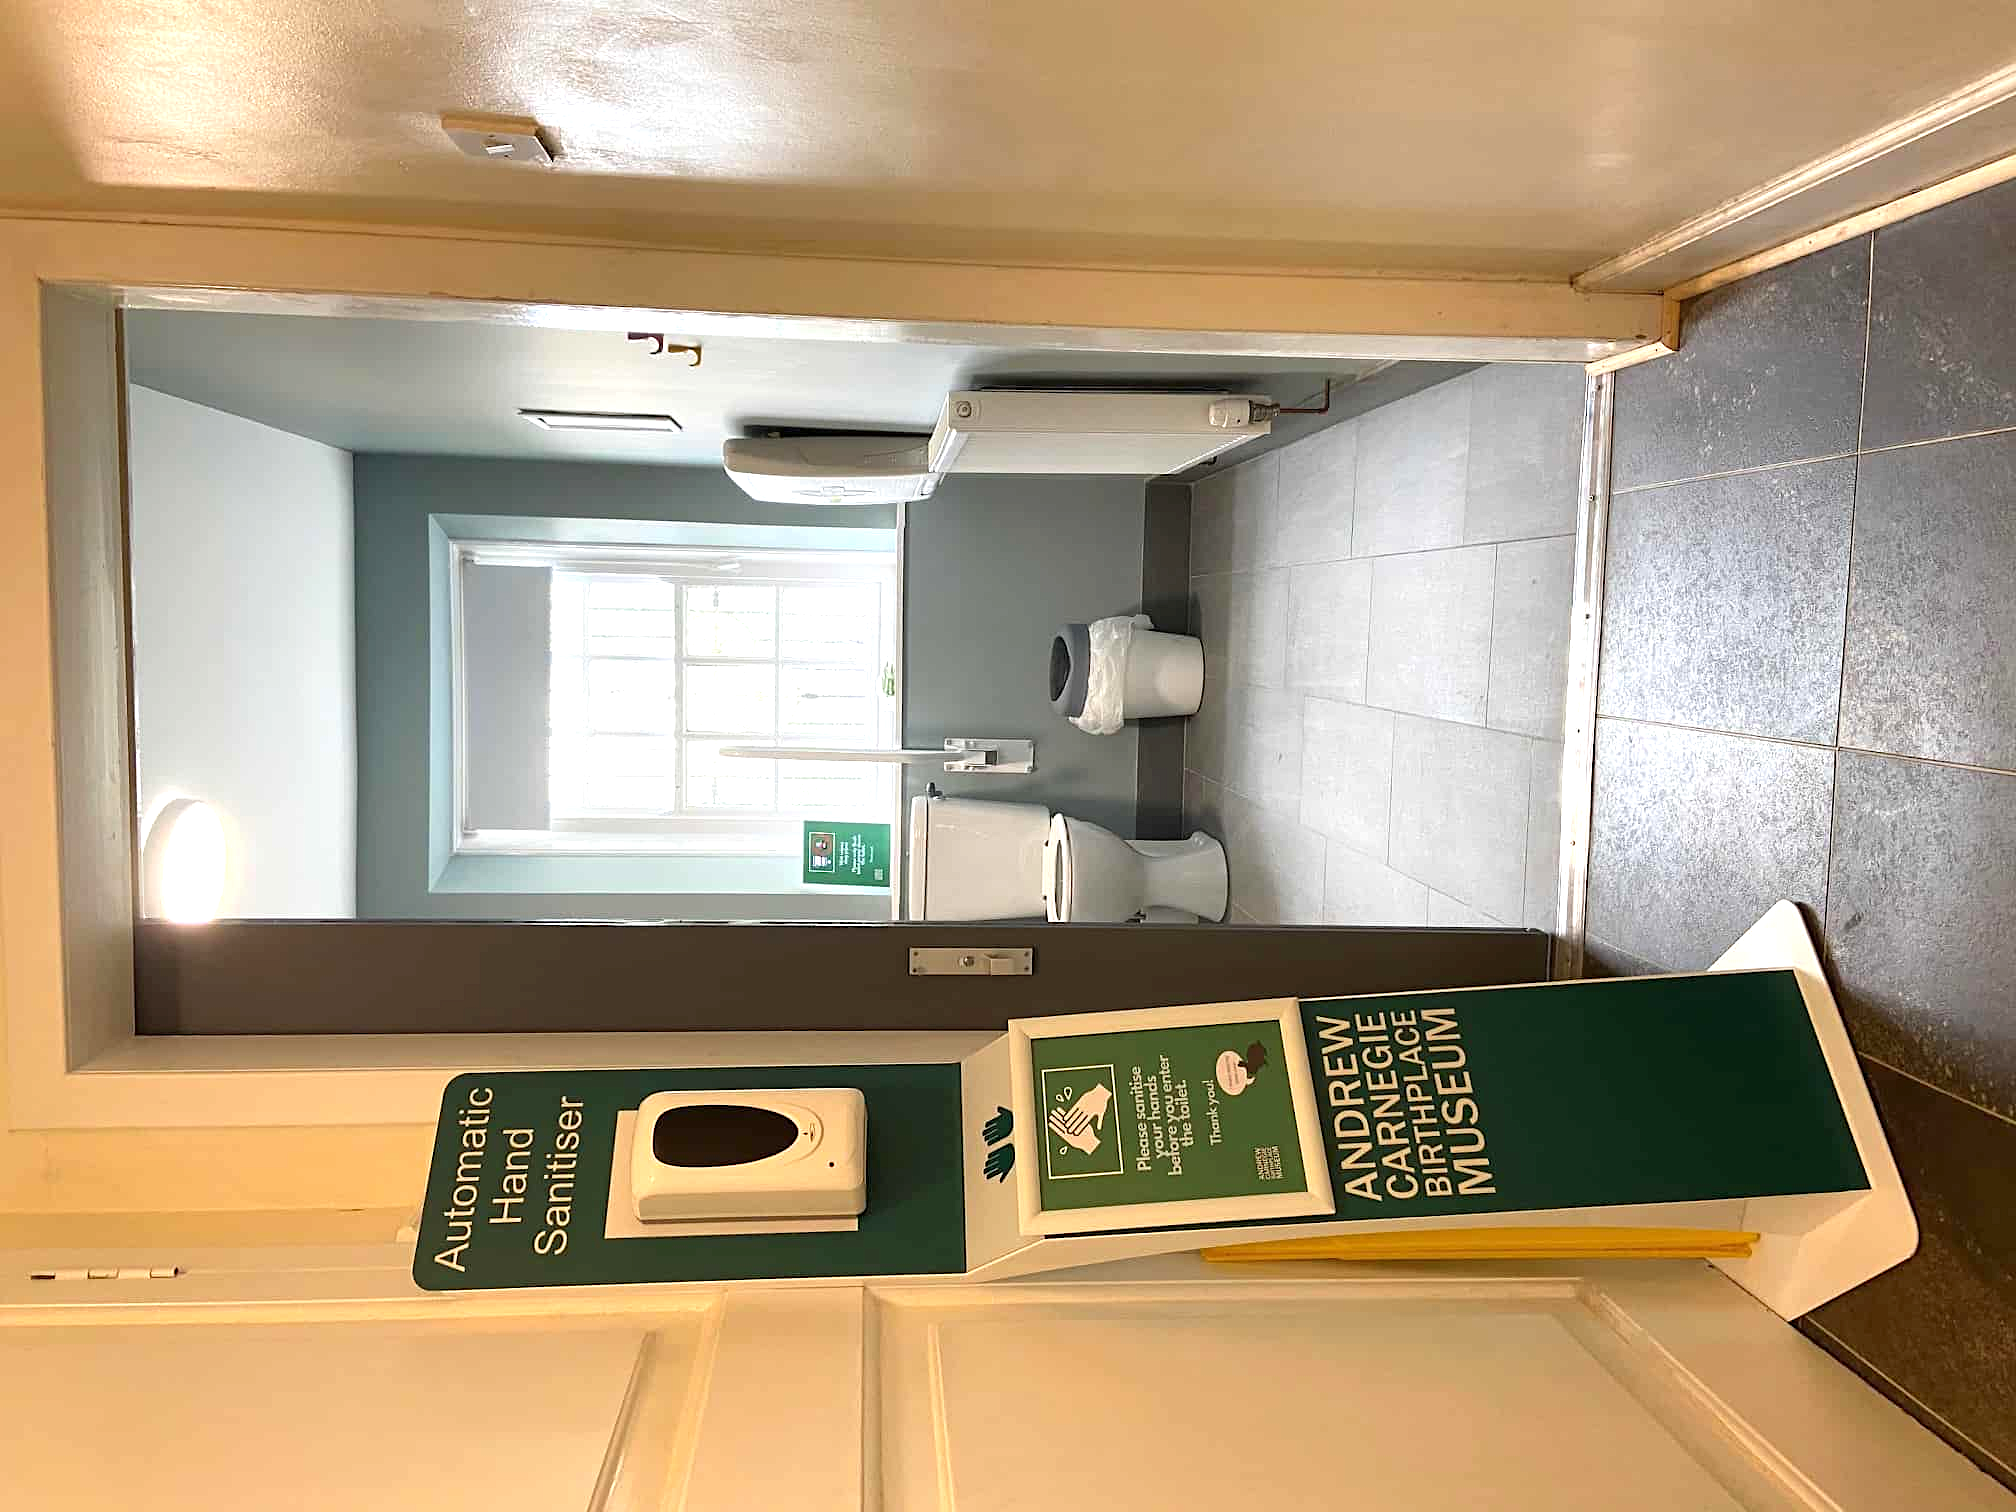 Automatic
Hand
Sanitiser
Please sanitise
your hands
before you enter
the toilet.
Thank you!
ANDREW
CARNEGIE
BIRTHPLACE
MUSEUM
ANDREW
CARNEGIE
BIRTHPLACE
MUSEUM